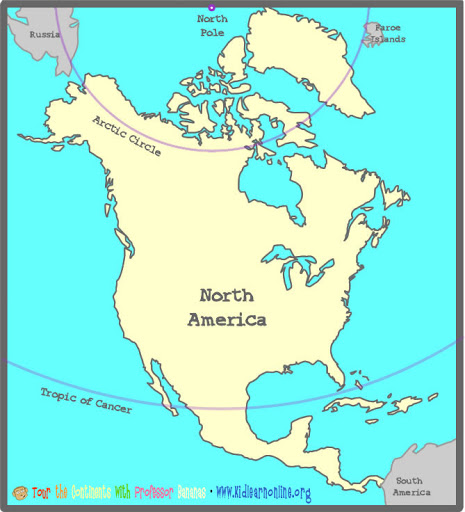 North
Pole
Russia
Faroe
Islands
Arctic Circle
North
America
Tropic of Cancer
South
America
Tour the Continents With Professor Bananas • www.Kidlearnonline.org